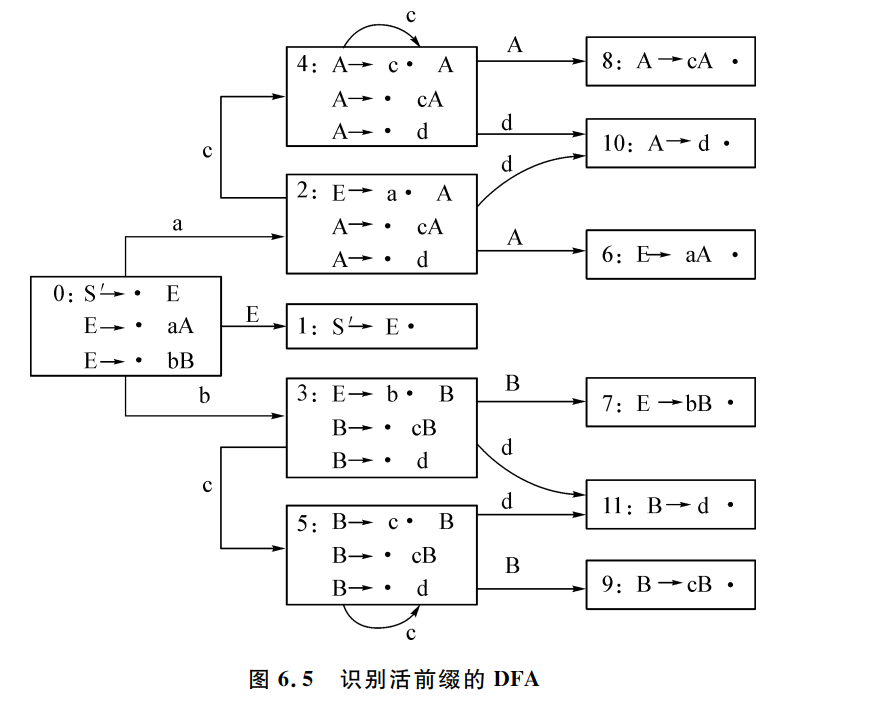 c
4: A→ c· A
A→· cA
A→· d
A
8: A→cA ·
d
10: A→d ·
c
d
2: E→ a· A
A→· cA
A→· d
A
6: E→ aA ·
a
0: S′→· E
E→· aA
E→· bB
E
1: S′→ E·
b
3: E→ b· B
B→· cB
B→· d
B
7: E→bB ·
d
c
11: B→d ·
d
5: B→ c· B
B→· cB
B→· d
B
9: B→cB ·
c
图 6.5 识别活前缀的 DFA